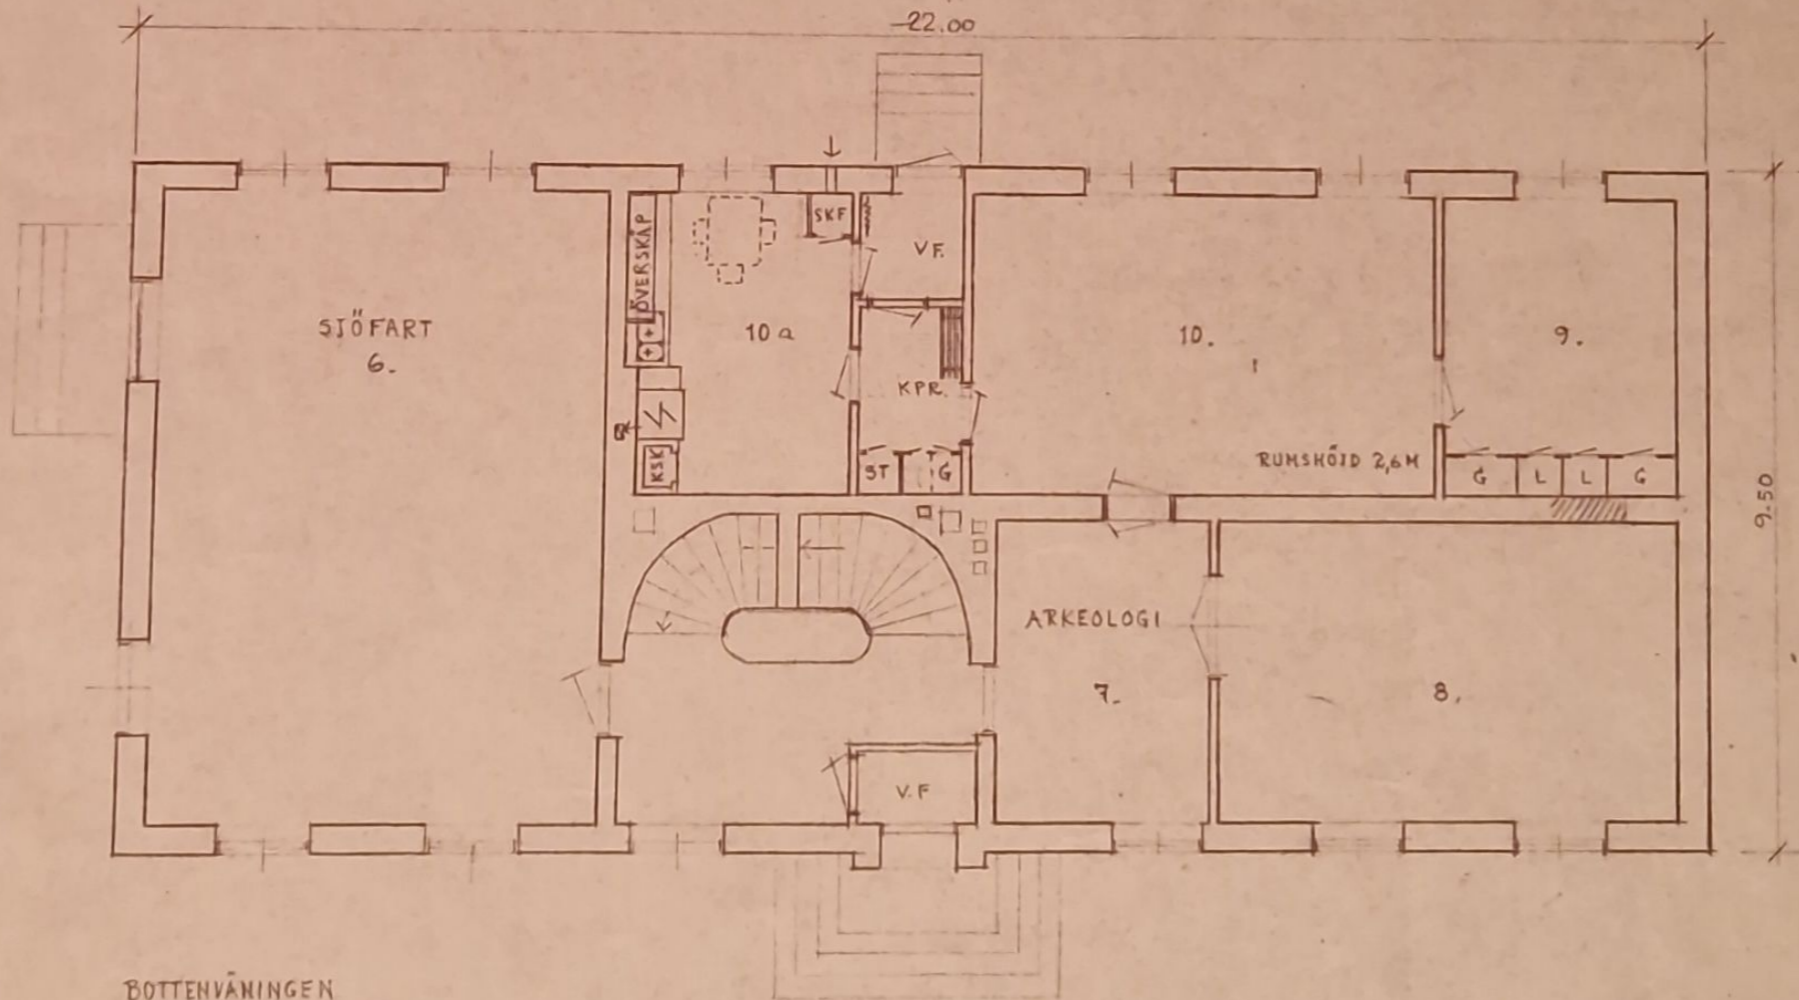 22.00
SKF
ÖVERSKÅP
V F.
SJÖFART
6.
10 a
10.
9.
KPR.
RUMSHÖJD 2,6 M
KSK
ST
G
G
L
L
G
9.50
ARKEOLOGI
7.
8.
V.F
BOTTENVÅNINGEN